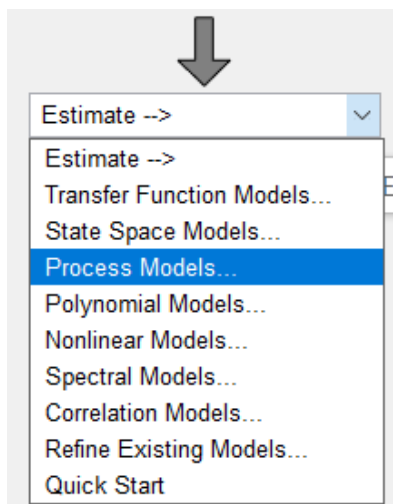 Estimate -->
Estimate -->
Transfer Function Models...
State Space Models...
Process Models...
Polynomial Models...
Nonlinear Models...
Spectral Models...
Correlation Models...
Refine Existing Models...
Quick Start